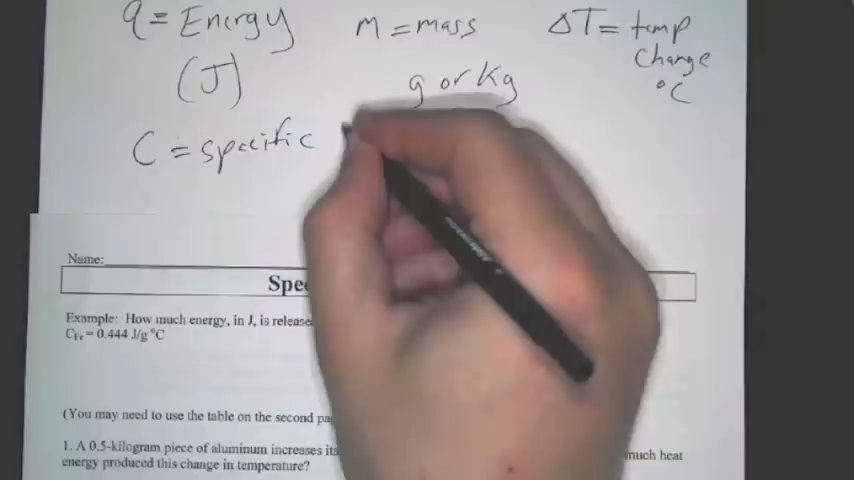 q = Energy
(J)
m = mass
g or Kg
ΔT = temp
Change
°C
C = specific
Name:
Spe
Example: How much energy, in J, is release
CFe = 0.444 J/g °C
(You may need to use the table on the second pa
1. A 0.5-kilogram piece of aluminum increases its much heat
energy produced this change in temperature?